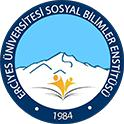 ERCİYES ÜNİVERSİTESİ SOSYAL BİLİMLER ENSTİTÜSÜ
1984